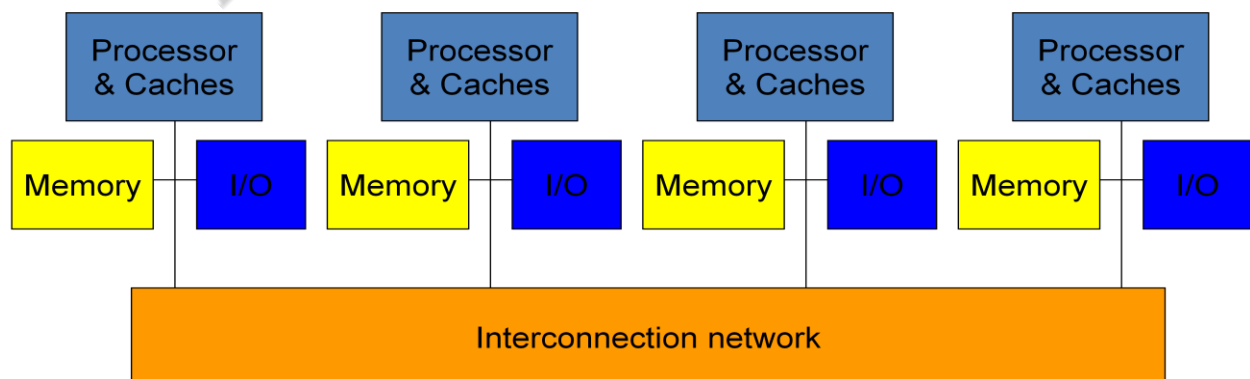 Processor
& Caches
Processor
& Caches
Processor
& Caches
Processor
& Caches
Memory
I/O
Memory
I/O
Memory
I/O
Memory
I/O
Interconnection network